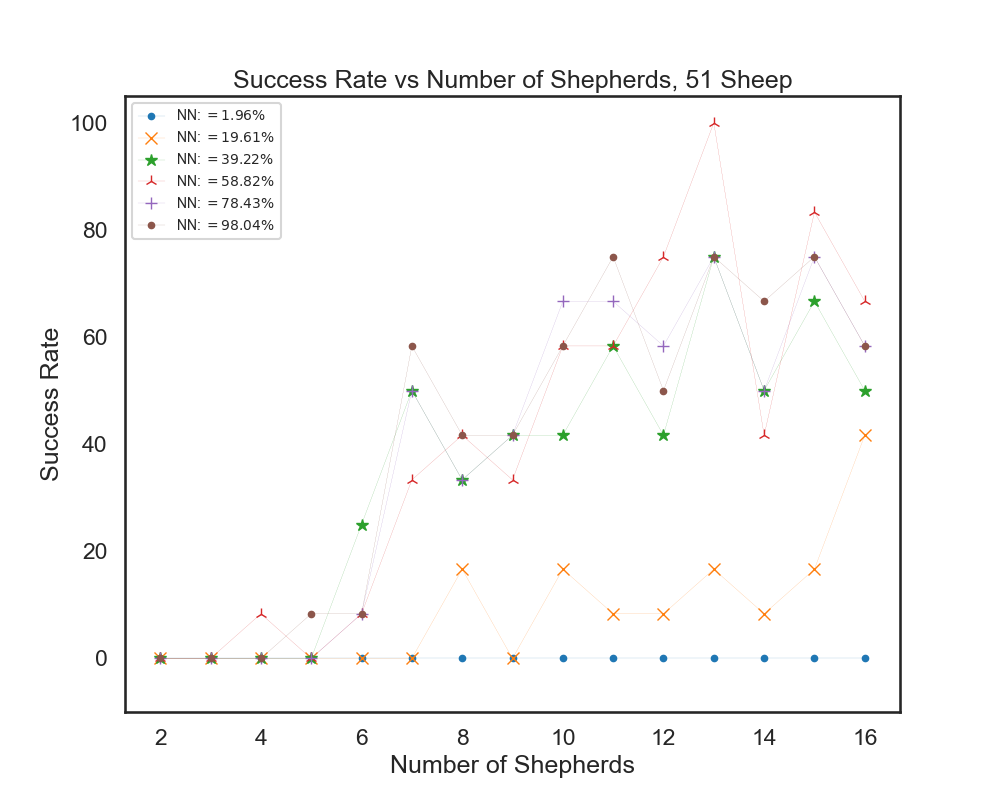 Success Rate vs Number of Shepherds, 51 Sheep
NN: =1.96%
NN: =19.61%
NN: =39.22%
NN: =58.82%
NN: =78.43%
NN: =98.04%
100
80
60
40
20
0
Success Rate
2 4 6 8 10 12 14 16
Number of Shepherds